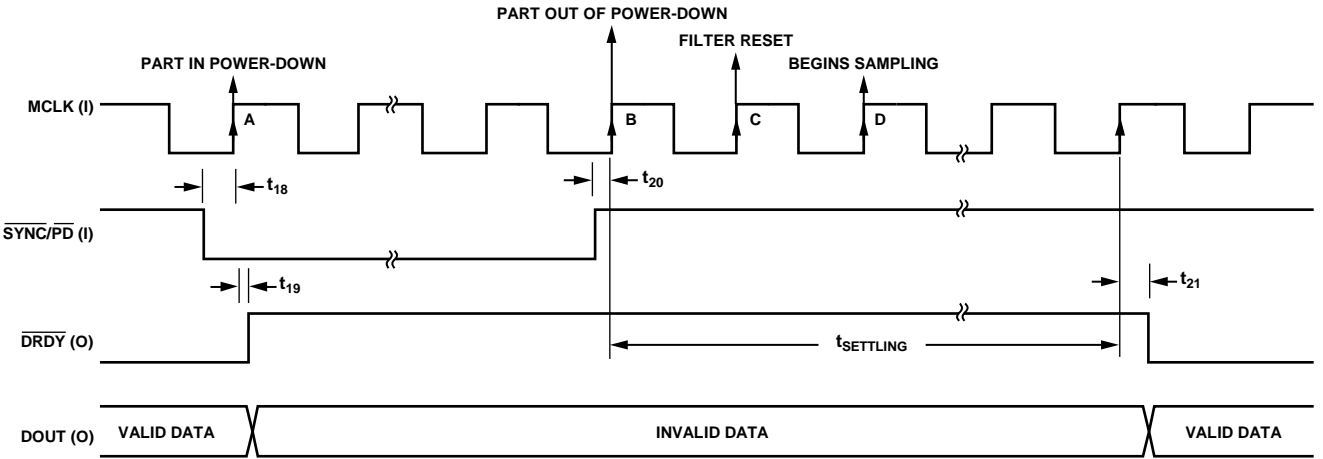 PART OUT OF POWER-DOWN
FILTER RESET
PART IN POWER-DOWN
BEGINS SAMPLING
MCLK (I)
A
B
C
D
t18
t20
SYNC/PD (I)
t19
t21
DRDY (O)
tSETTLING
DOUT (O)
VALID DATA
INVALID DATA
VALID DATA